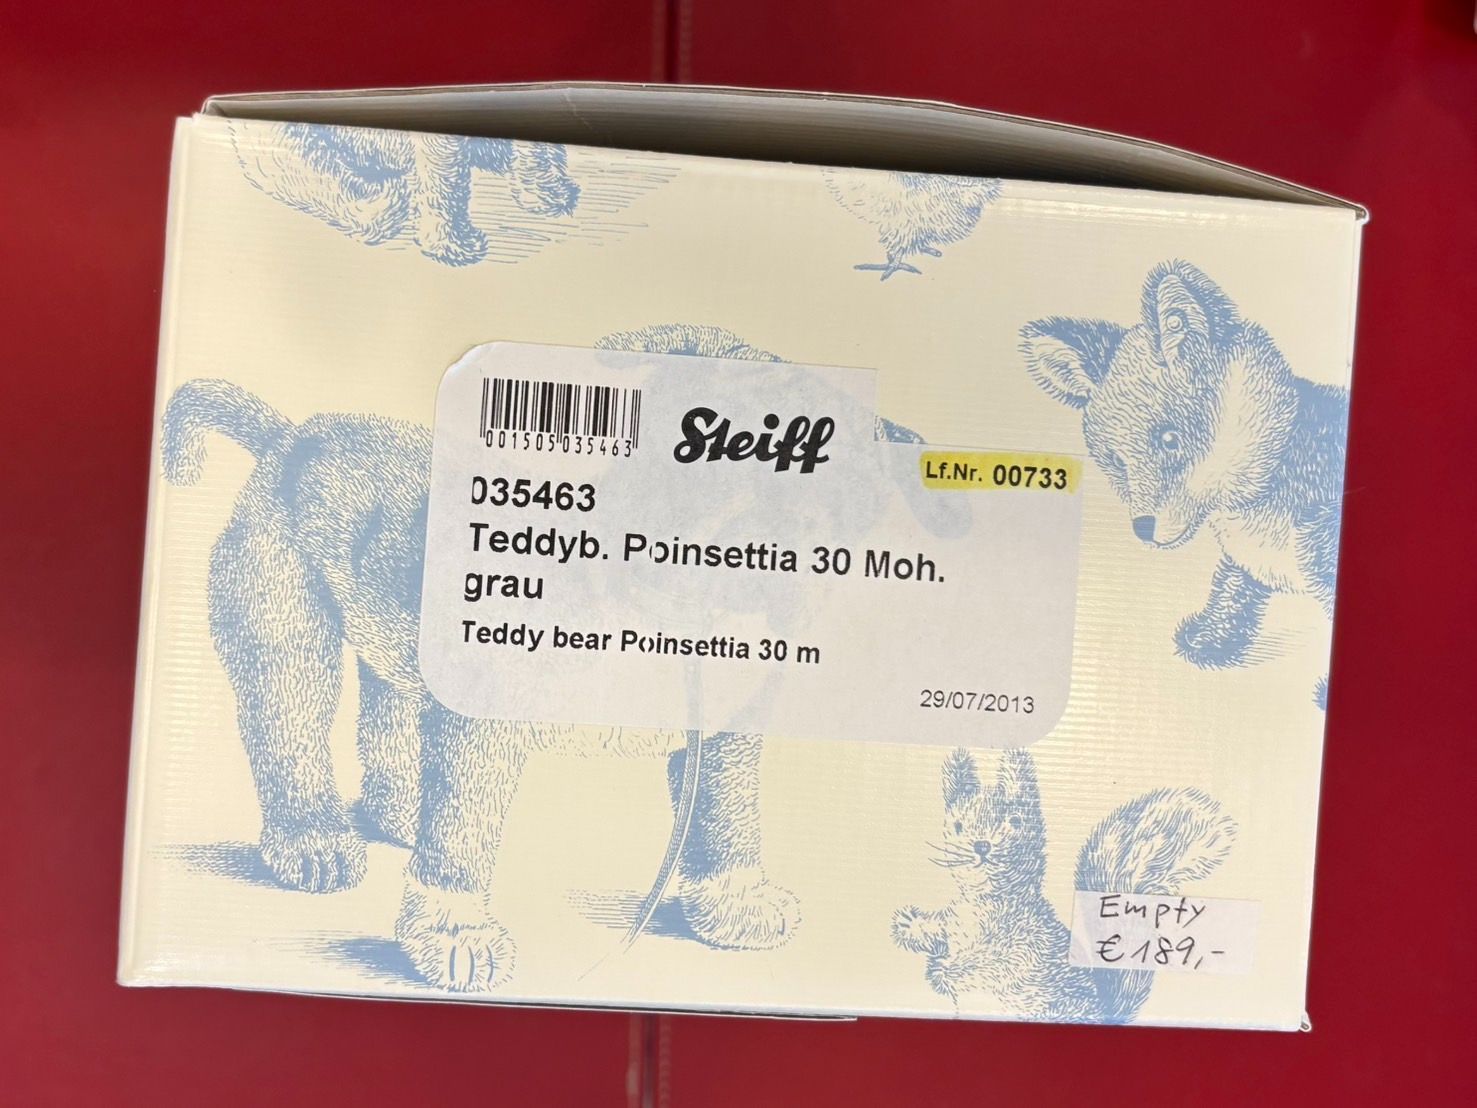 001505035463
Steiff
Lf.Nr. 00733
035463
Teddyb. Poinsettia 30 Moh.
grau
Teddy bear Poinsettia 30 m
29/07/2013
Empty
€189,-